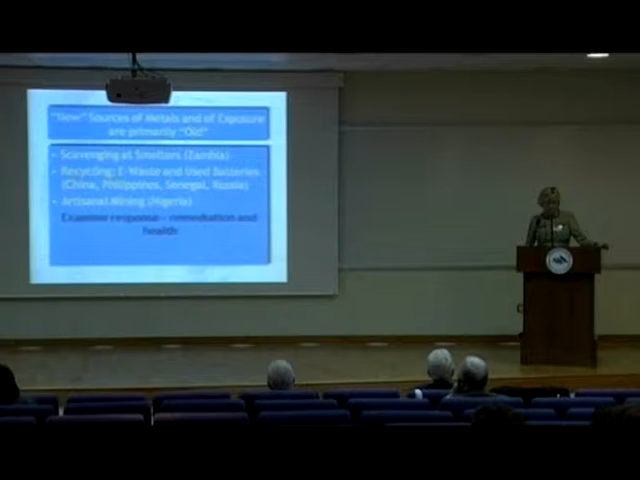 "New" Sources of Metals and of Exposure
are primarily "Old"
• Scavenging at Smelters (Zambia)
• Recycling: E-Waste and Used Batteries
(China, Philippines, Senegal, Russia)
• Artisanal Mining (Nigeria)
Examine response – remediation and
health